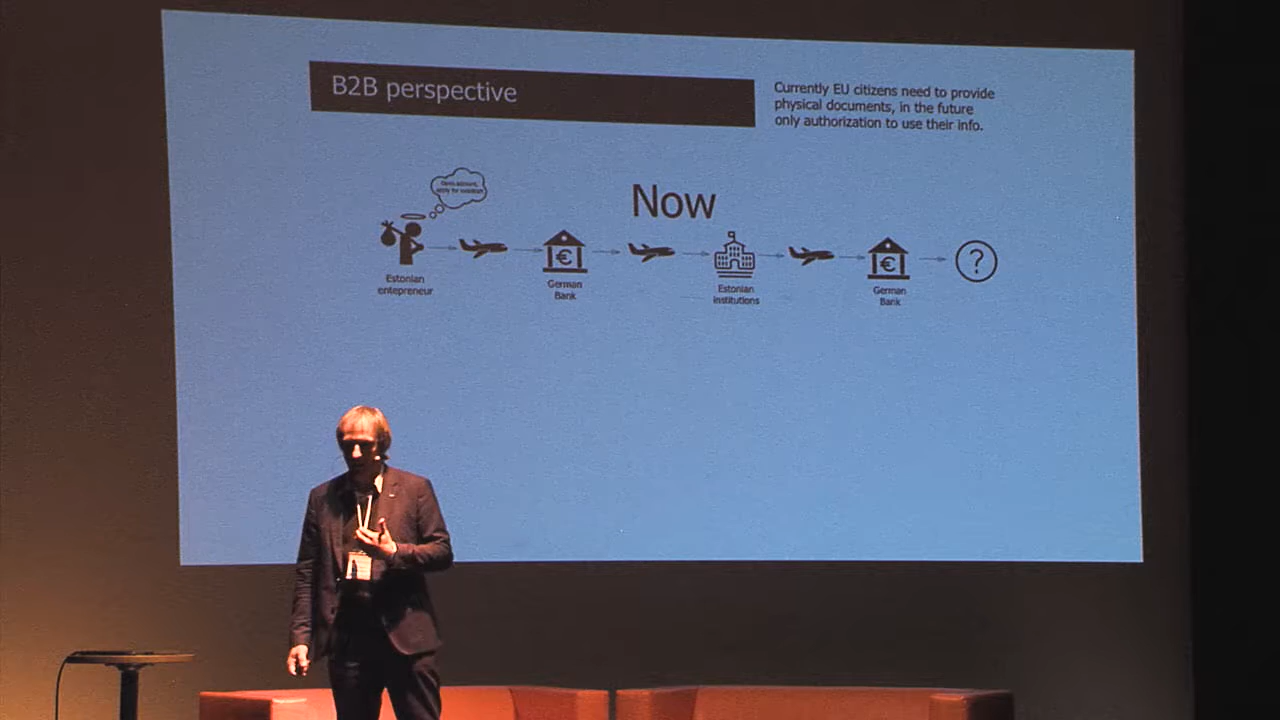 B2B perspective
Currently EU citizens need to provide
physical documents, in the future
only authorization to use their info.
Now
Estonian
entepreneur
German
Bank
Estonian
institutions
German
Bank
?